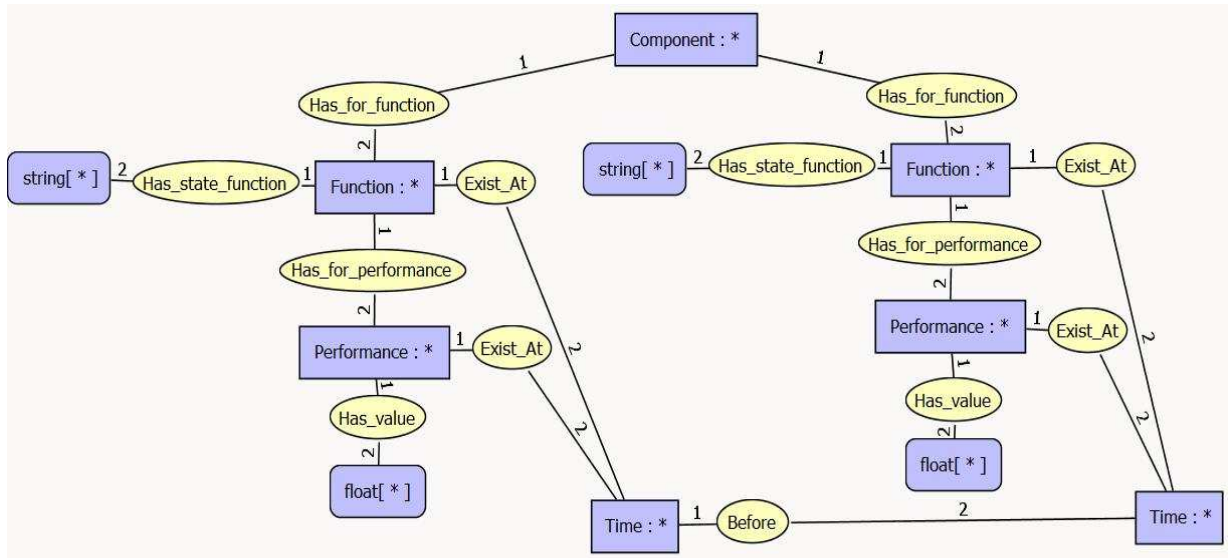 Component : *
1
1
Has_for_function
Has_for_function
2
2
string[ * ]
2
Has_state_function
1
Function : *
1
Exist_At
string[ * ]
2
Has_state_function
1
Function : *
1
Exist_At
1
1
Has_for_performance
Has_for_performance
2
2
Performance : *
1
Exist_At
2
Performance : *
1
Exist_At
2
1
1
Has_value
2
Has_value
2
2
2
float[ * ]
float[ * ]
Time : *
1
Before
2
Time : *